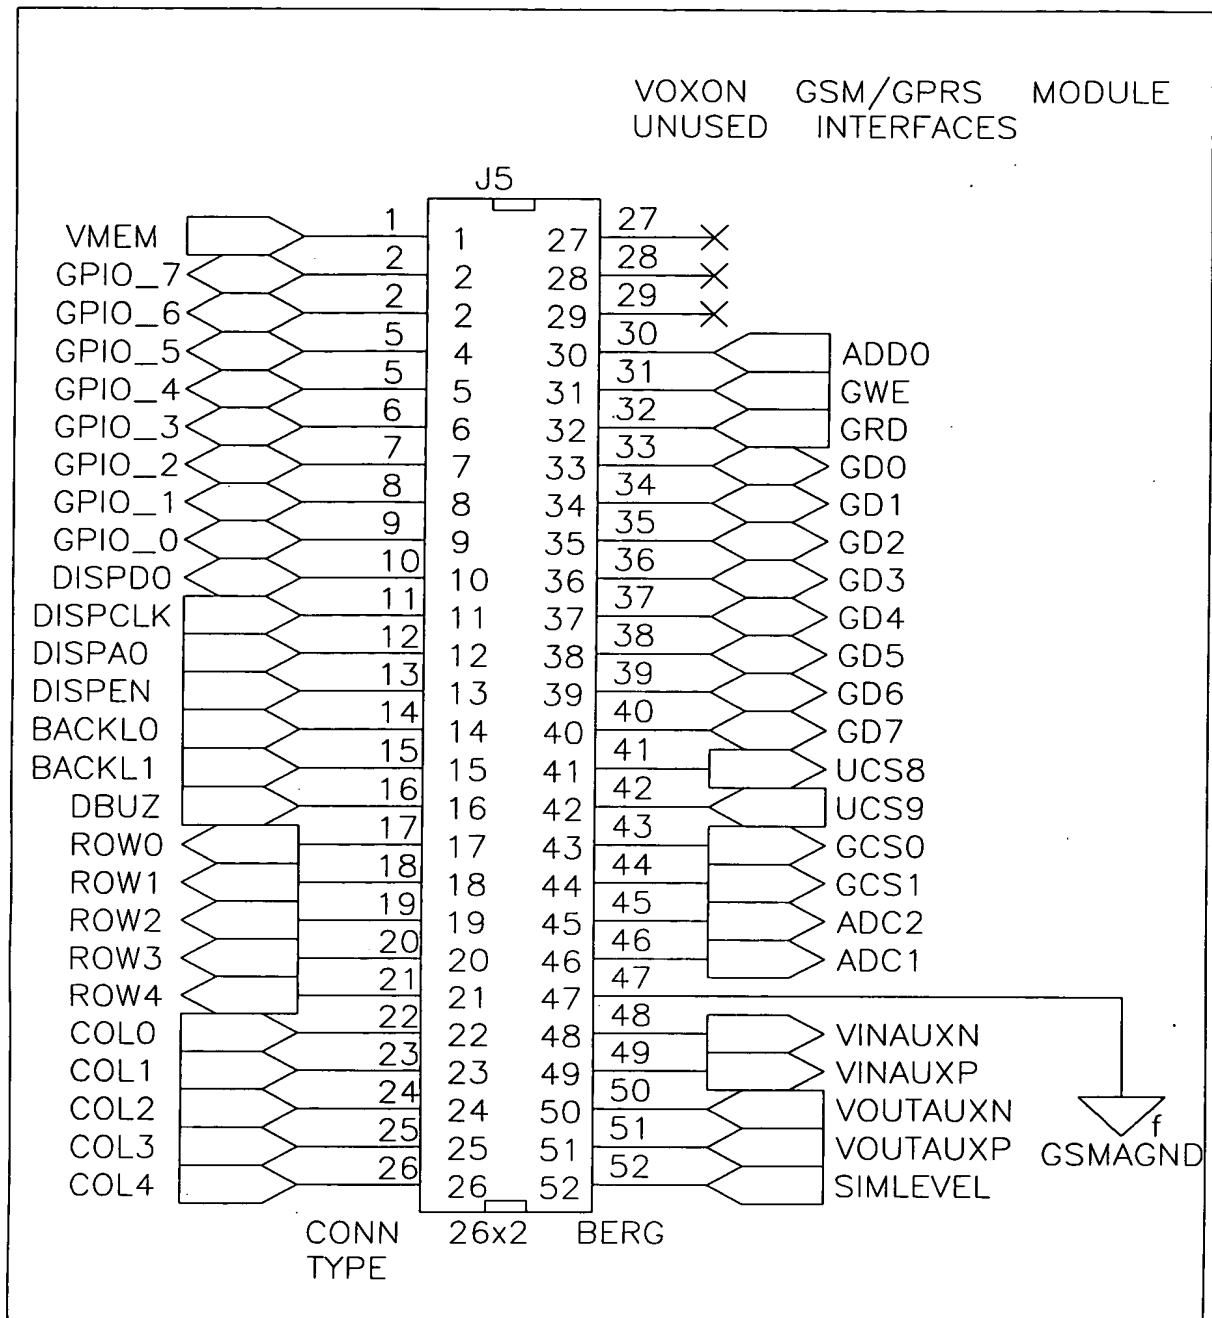 VOXON GSM/GPRS MODULE
UNUSED INTERFACES
J5
VMEM 1 1 27 27
GPIO_7 2 2 28 28
GPIO_6 2 2 29 29
GPIO_5 5 4 30 30 ADD0
GPIO_4 5 5 31 31 GWE
GPIO_3 6 6 32 32 GRD
GPIO_2 7 7 33 33 GD0
GPIO_1 8 8 34 34 GD1
GPIO_0 9 9 35 35 GD2
DISPD0 10 10 36 36 GD3
DISPCLK 11 11 37 37 GD4
DISPA0 12 12 38 38 GD5
DISPEN 13 13 39 39 GD6
BACKL0 14 14 40 40 GD7
BACKL1 15 15 41 41 UCS8
DBUZ 16 16 42 42 UCS9
ROW0 17 17 43 43 GCS0
ROW1 18 18 44 44 GCS1
ROW2 19 19 45 45 ADC2
ROW3 20 20 46 46 ADC1
ROW4 21 21 47 47
COL0 22 22 48 48 VINAUXN
COL1 23 23 49 49 VINAUXP
COL2 24 24 50 50 VOUTAUXN
COL3 25 25 51 51 VOUTAUXP
COL4 26 26 52 52 SIMLEVEL
f
GSMAGND
CONN 26x2 BERG
TYPE